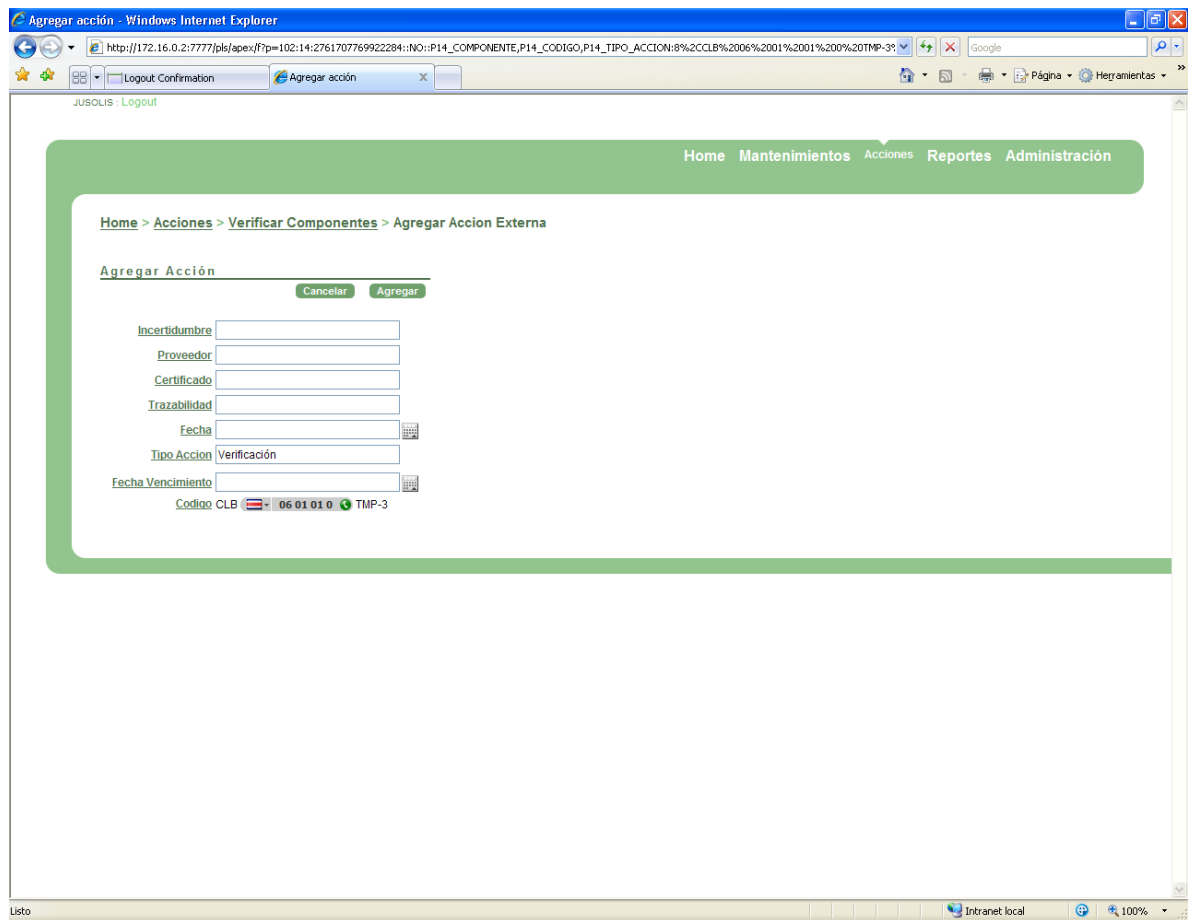 Agregar acción - Windows Internet Explorer
http://172.16.0.2:7777/pls/apex/f?p=102:14:2761707769922284::NO::P14_COMPONENTE,P14_CODIGO,P14_TIPO_ACCION:8%2CCLB%2006%2001%2001%200%20TMP-3%
Google
Logout Confirmation
Agregar acción
Página
Herramientas
JUSOLIS : Logout
Home Mantenimientos Acciones Reportes Administración
Home > Acciones > Verificar Componentes > Agregar Accion Externa
Agregar Acción
Cancelar Agregar
Incertidumbre
Proveedor
Certificado
Trazabilidad
Fecha
Tipo Accion Verificación
Fecha Vencimiento
Codigo CLB 06 01 01 0 TMP-3
Listo
Intranet local
100%